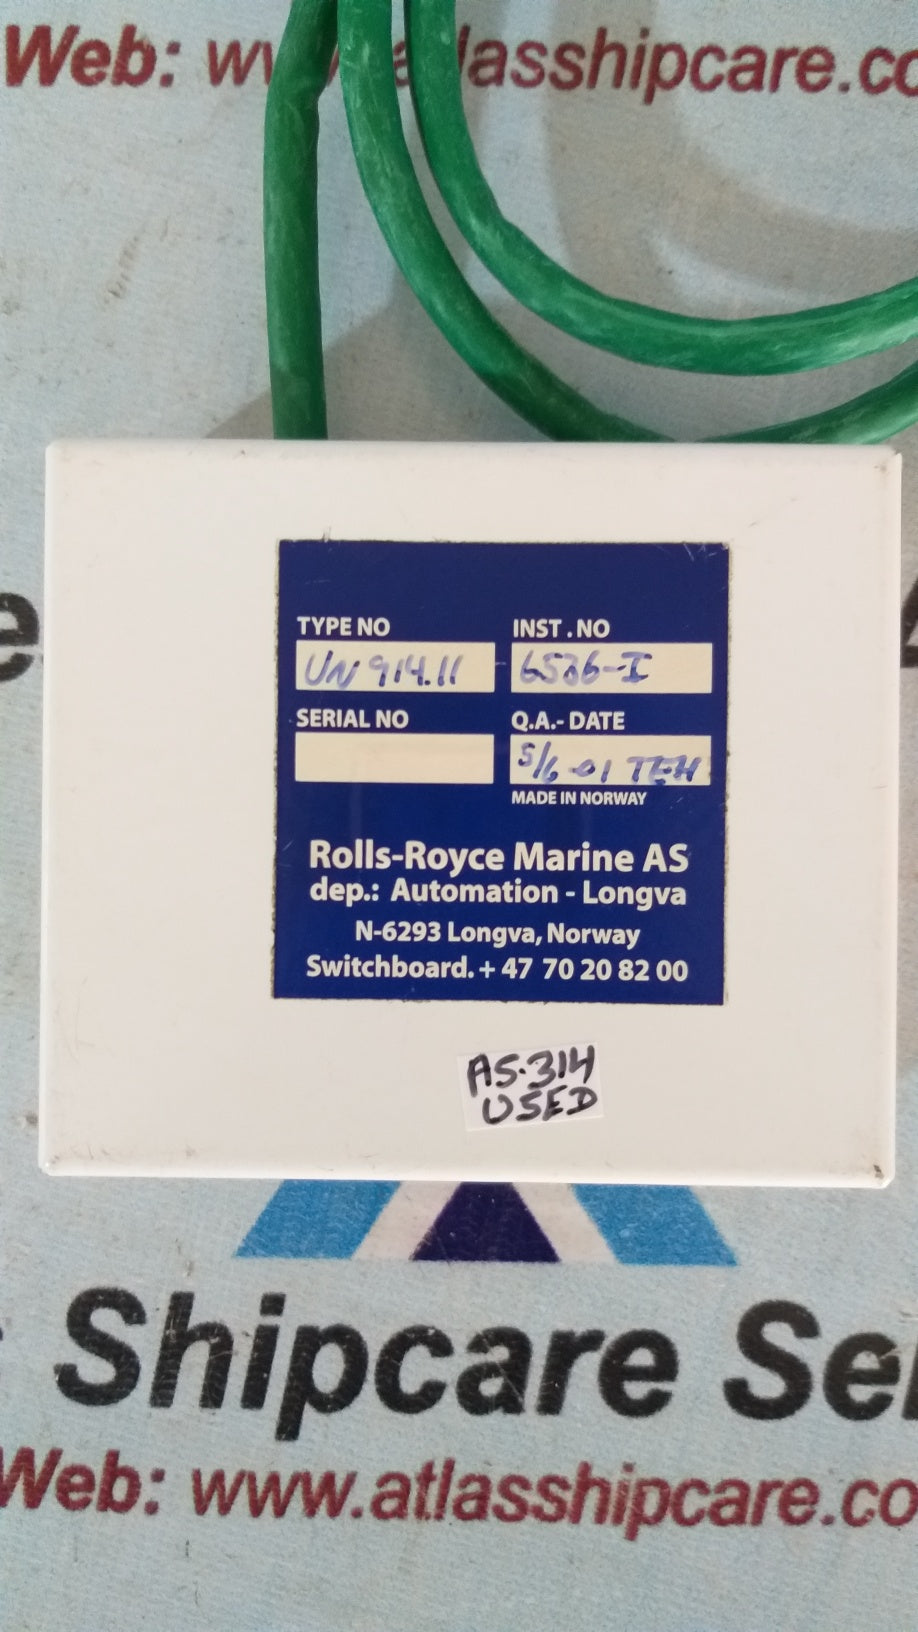 Web: www.atlasshipcare.co
TYPE NO
UN 914.11
INST. NO
6536-I
SERIAL NO
Q.A.- DATE
5/6-01 TEH
MADE IN NORWAY
Rolls-Royce Marine AS
dep.: Automation - Longva
N-6293 Longva, Norway
Switchboard. + 47 70 20 82 00
AS-314
USED
Shipcare Se
Web: www.atlasshipcare.co